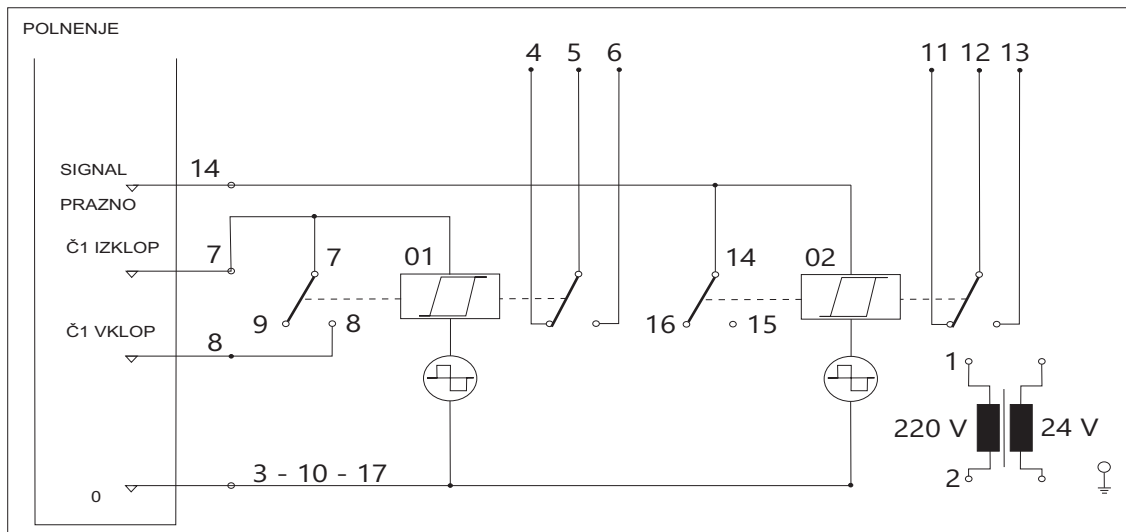 POLNENJE
4 5 6
11 12 13
SIGNAL 14
PRAZNO
Č1 IZKLOP 7
7 01
14 02
9 8
16 15
Č1 VKLOP 8
1
220 V 24 V
2
3 - 10 - 17
0